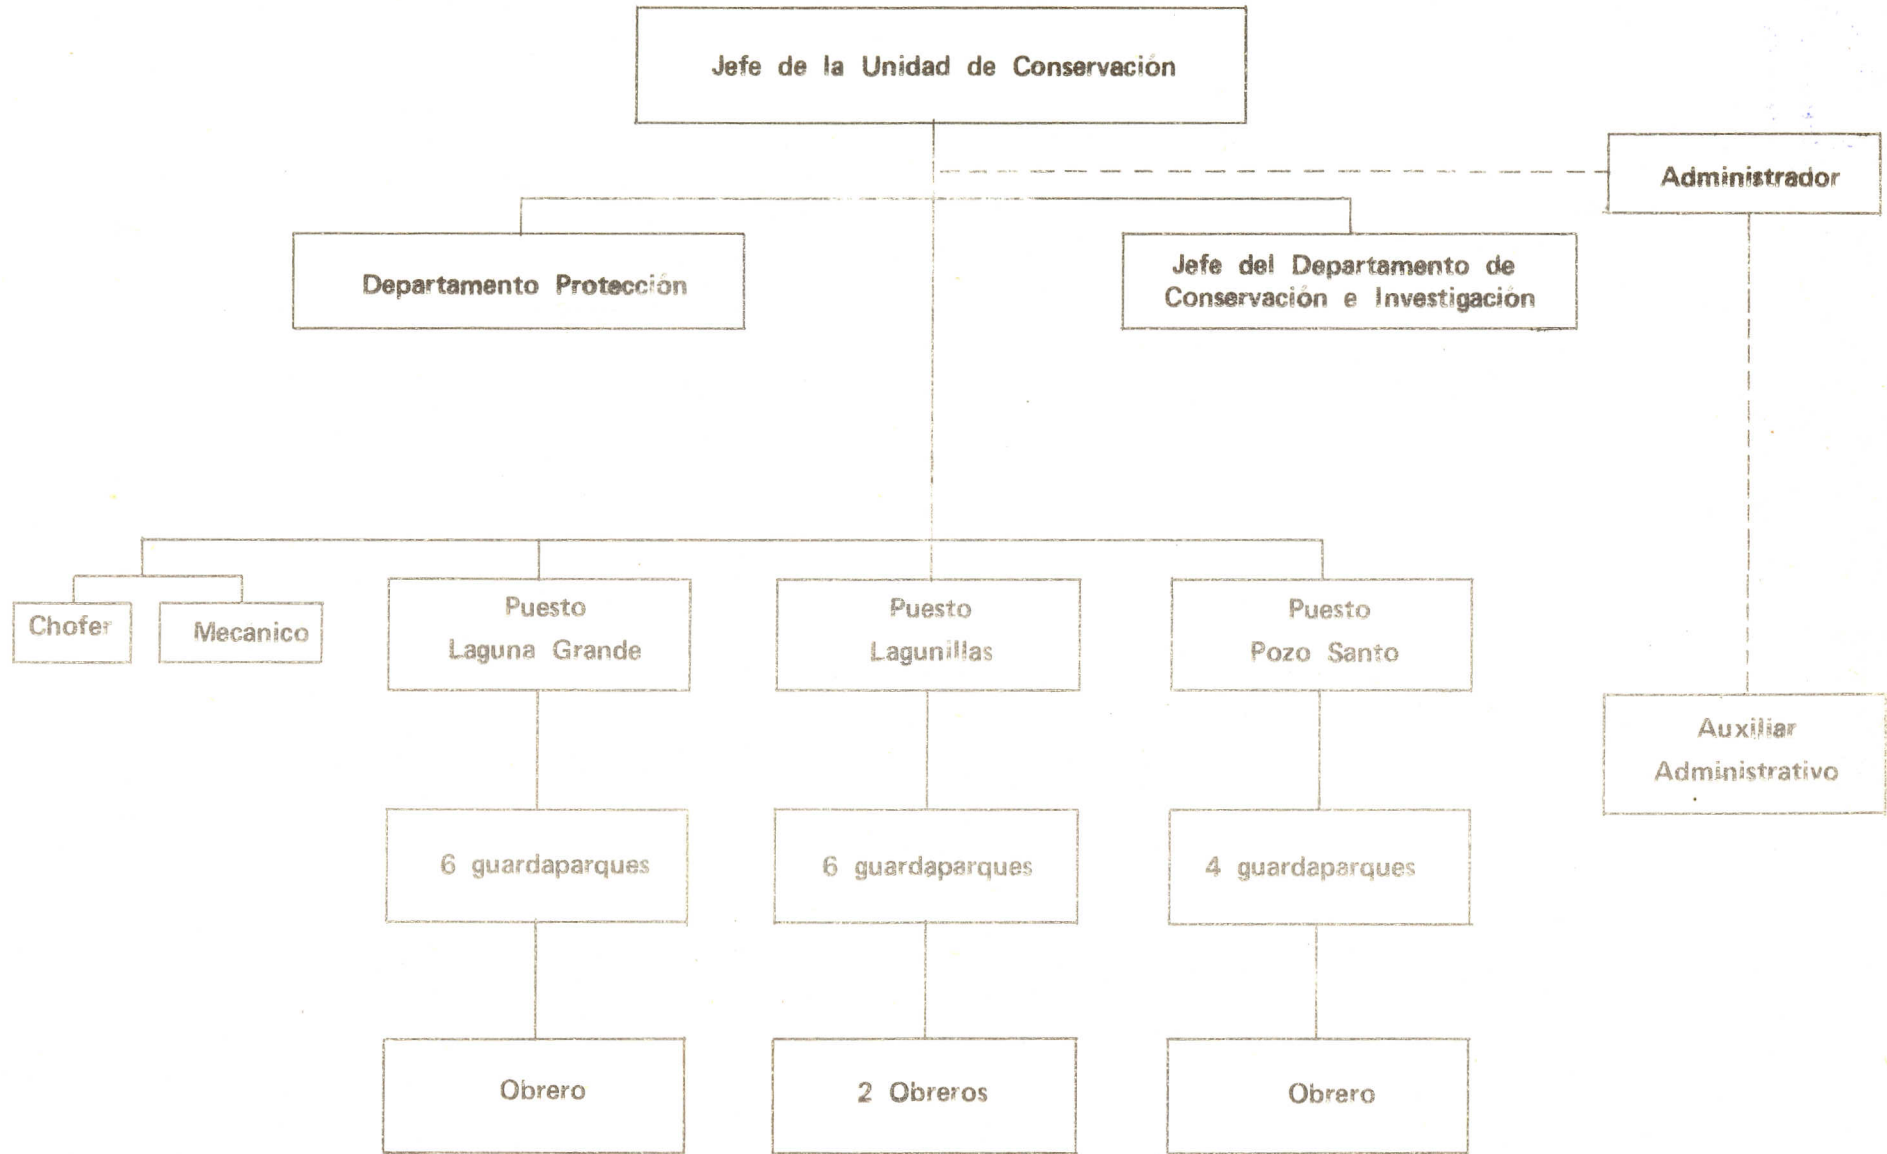 Jefe de la Unidad de Conservación
Administrador
Departamento Protección
Jefe del Departamento de
Conservación e Investigación
Chofer
Mecanico
Puesto
Laguna Grande
Puesto
Lagunillas
Puesto
Pozo Santo
Auxiliar
Administrativo
6 guardaparques
6 guardaparques
4 guardaparques
Obrero
2 Obreros
Obrero